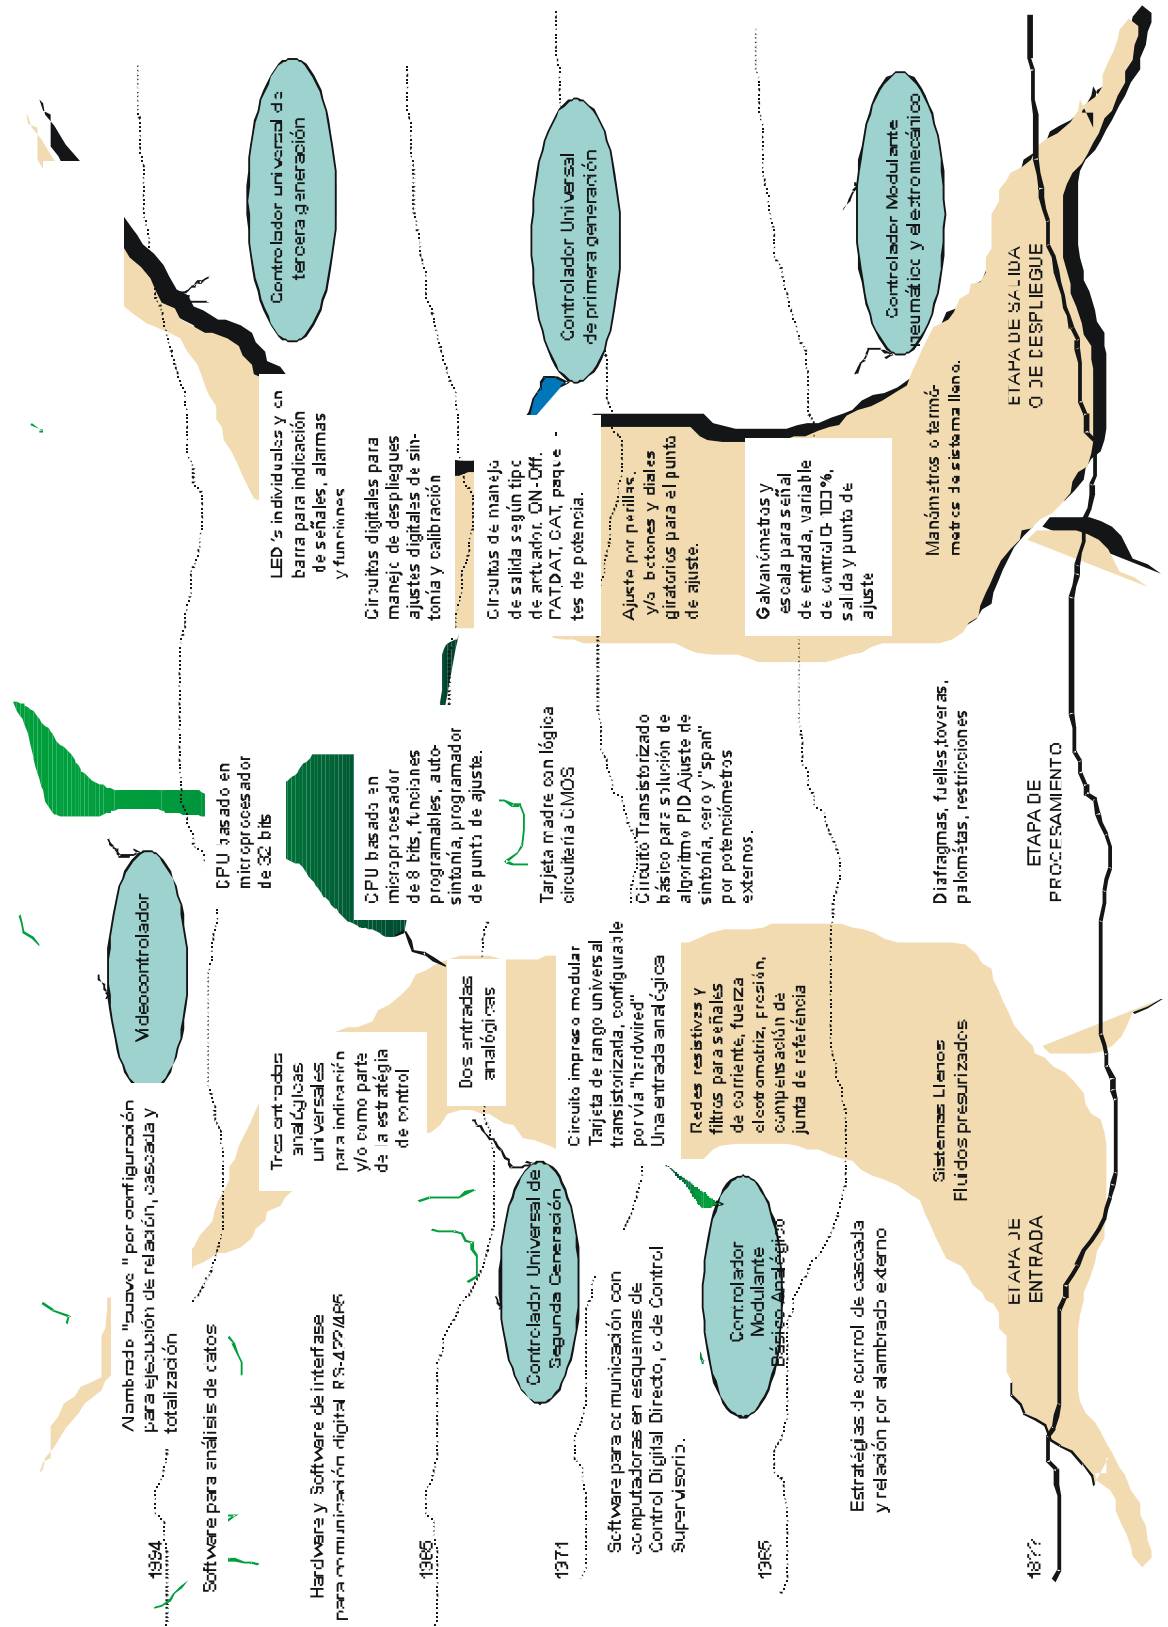 1994
Alambrado "suave" por configuración
para ejecución de relación, cascada y
totalización
Software para análisis de datos
Videocontrolador
CPU basado en
microprocesador
de 32 bits
Controlador universal de
tercera generación
LED's individuales y en
barra para indicación
de señales, alarmas
y funciones
Tres entradas
analógicas
universales
para indicación
y/o como parte
de la estratégia
de control
Hardware y Software de interfase
para comunicación digital RS-422/485
1985
CPU basado en
microprocesador
de 8 bits, funciones
programables, auto-
sintonía, programador
de punto de ajuste.
Circuitos digitales para
manejo de despliegues
ajustes digitales de sin-
tonía y calibración
Dos entradas
analógicas
Controlador Universal de
Segunda Generación
1971
Tarjeta madre con lógica
circuitería CMOS
Circuitos de manejo
de salida según tipo
de actuador. ON-Off.
PATDAT, CAT, paque -
tes de potencia.
Controlador Universal
de primera generación
Circuito impreso modular
Tarjeta de rango universal
transistorizada, configurable
por vía "hardwired"
Una entrada analógica
Software para comunicación con
computadoras en esquemas de
Control Digital Directo, o de Control
Supervisorio.
Circuito Transistorizado
básico para solución de
algoritmo PID.Ajuste de
sintonía, cero y "span"
por potenciómetros
externos.
Ajuste por perillas,
y/o botones y diales
giratorios para el punto
de ajuste.
Redes resistivas y
filtros para señales
de corriente, fuerza
electromotriz, presión,
compensación de
junta de referéncia
Controlador
Modulante
Básico Analógico
1965
Galvanómetros y
escala para señal
de entrada, variable
de control 0- 100%,
salida y punto de
ajuste
Controlador Modulante
neumático y electromecánico
Estratégias de control de cascada
y relación por alambrado externo
Sistemas Llenos
Fluidos presurizados
Diafragmas, fuelles,toveras,
palométas, restricciones
Manómetros o termó-
metros de sistema lleno.
18??
ETAPA DE
ENTRADA
ETAPA DE
PROCESAMIENTO
ETAPA DE SALIDA
O DE DESPLIEGUE